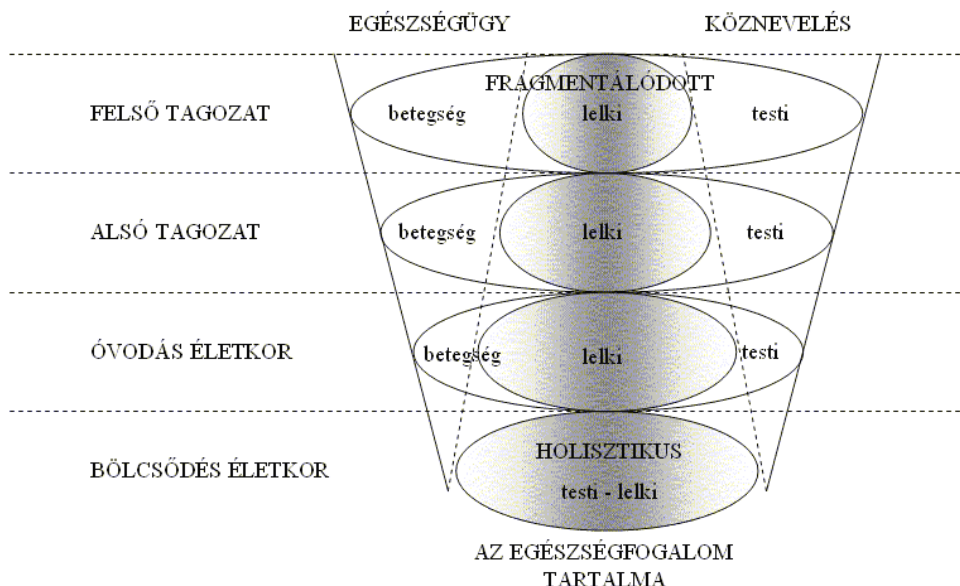 EGÉSZSÉGÜGY KÖZNEVELÉS
FRAGMENTÁLÓDOTT
FELSŐ TAGOZAT betegség lelki testi
ALSÓ TAGOZAT betegség lelki testi
ÓVODÁS ÉLETKOR betegség lelki testi
HOLISZTIKUS
BÖLCSŐDÉS ÉLETKOR
testi - lelki
AZ EGÉSZSÉGFOGALOM
TARTALMA